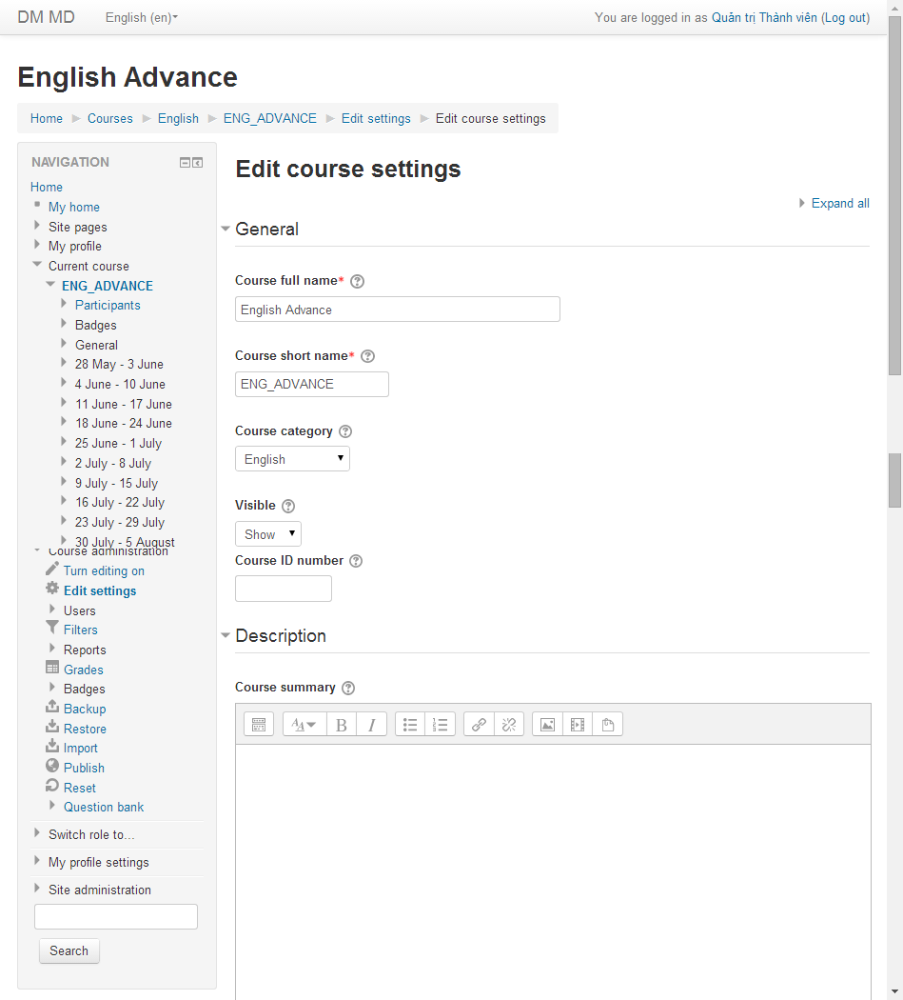 DM MD English (en) You are logged in as Quản trị Thành viên (Log out)
English Advance
Home Courses English ENG_ADVANCE Edit settings Edit course settings
NAVIGATION
Home
My home
Site pages
My profile
Current course
ENG_ADVANCE
Participants
Badges
General
28 May - 3 June
4 June - 10 June
11 June - 17 June
18 June - 24 June
25 June - 1 July
2 July - 8 July
9 July - 15 July
16 July - 22 July
23 July - 29 July
30 July - 5 August
Course administration
Turn editing on
Edit settings
Users
Filters
Reports
Grades
Badges
Backup
Restore
Import
Publish
Reset
Question bank
Switch role to...
My profile settings
Site administration
Search
Edit course settings
Expand all
General
Course full name*
English Advance
Course short name*
ENG_ADVANCE
Course category
English
Visible
Show
Course ID number
Description
Course summary